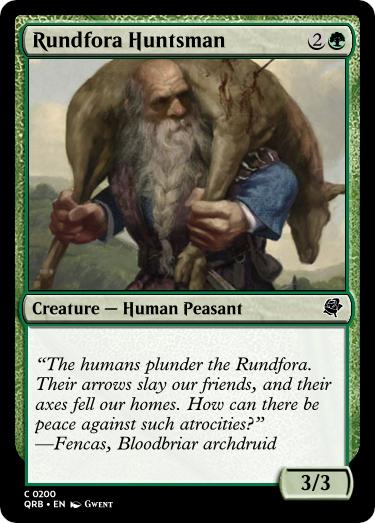 Rundfora Huntsman 2
Creature — Human Peasant
“The humans plunder the Rundfora.
Their arrows slay our friends, and their
axes fell our homes. How can there be
peace against such atrocities?”
—Fencas, Bloodbriar archdruid
3/3
C 0200
QRB • EN Gwent